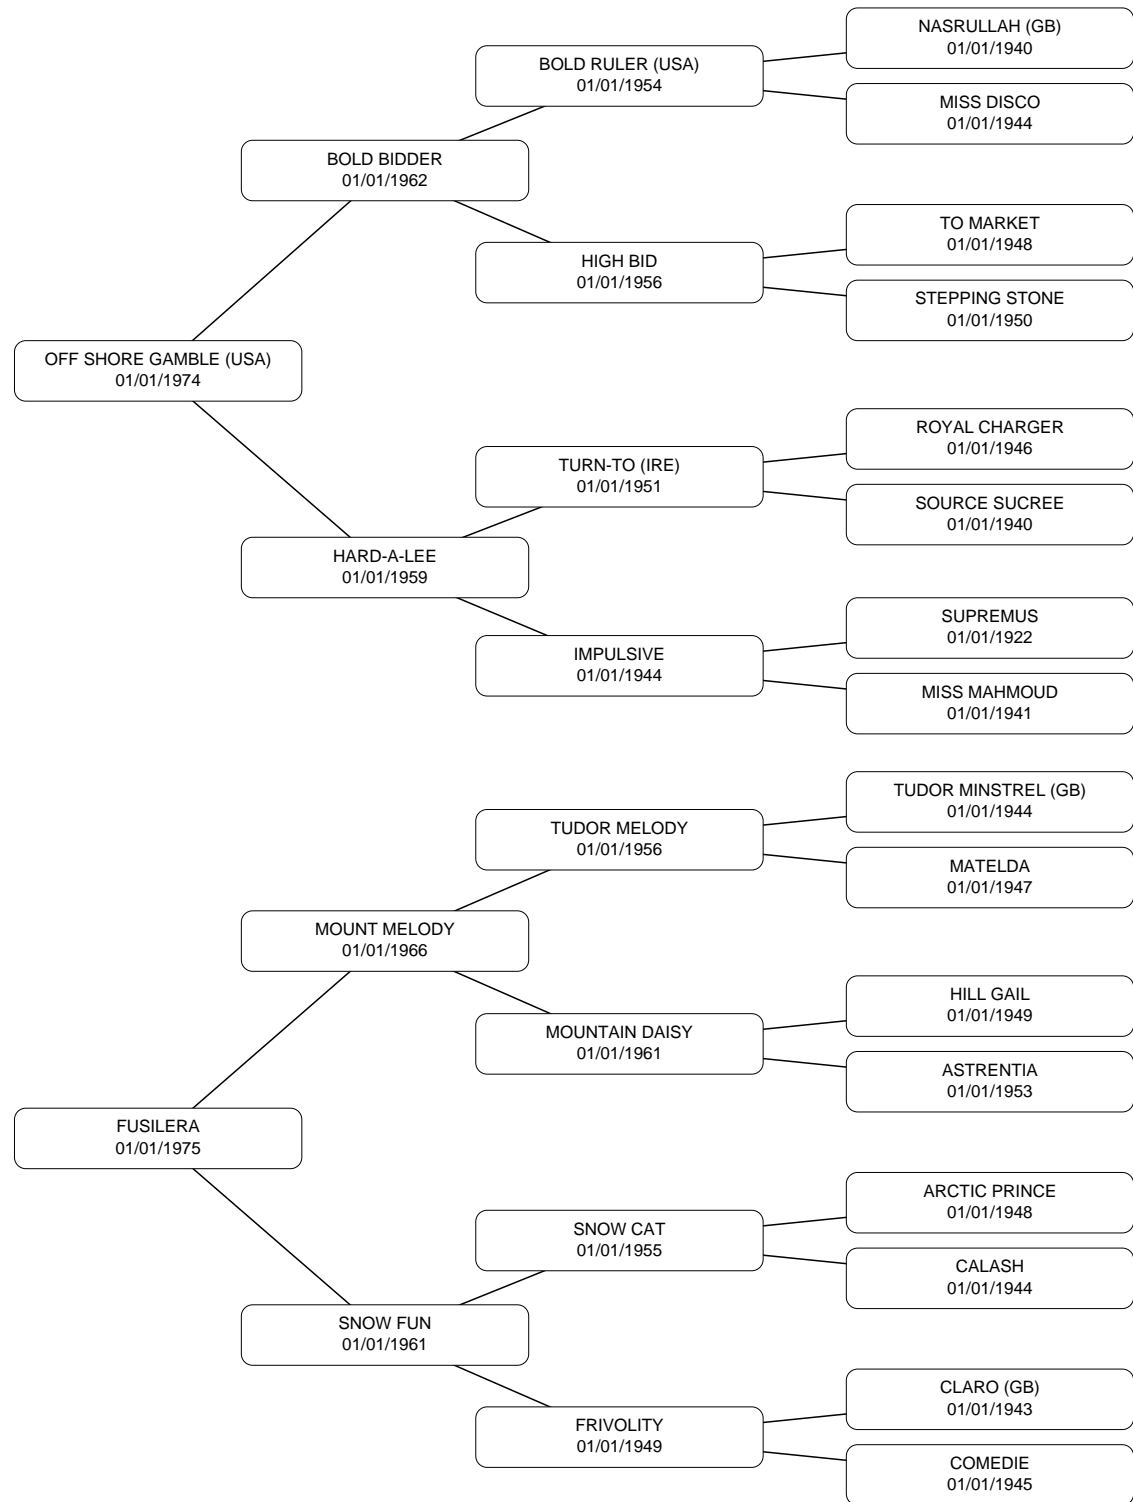 NASRULLAH (GB)
01/01/1940
BOLD RULER (USA)
01/01/1954
MISS DISCO
01/01/1944
BOLD BIDDER
01/01/1962
TO MARKET
01/01/1948
HIGH BID
01/01/1956
STEPPING STONE
01/01/1950
OFF SHORE GAMBLE (USA)
01/01/1974
ROYAL CHARGER
01/01/1946
TURN-TO (IRE)
01/01/1951
SOURCE SUCREE
01/01/1940
HARD-A-LEE
01/01/1959
SUPREMUS
01/01/1922
IMPULSIVE
01/01/1944
MISS MAHMOUD
01/01/1941
TUDOR MINSTREL (GB)
01/01/1944
TUDOR MELODY
01/01/1956
MATELDA
01/01/1947
MOUNT MELODY
01/01/1966
HILL GAIL
01/01/1949
MOUNTAIN DAISY
01/01/1961
ASTRENTIA
01/01/1953
FUSILERA
01/01/1975
ARCTIC PRINCE
01/01/1948
SNOW CAT
01/01/1955
CALASH
01/01/1944
SNOW FUN
01/01/1961
CLARO (GB)
01/01/1943
FRIVOLITY
01/01/1949
COMEDIE
01/01/1945